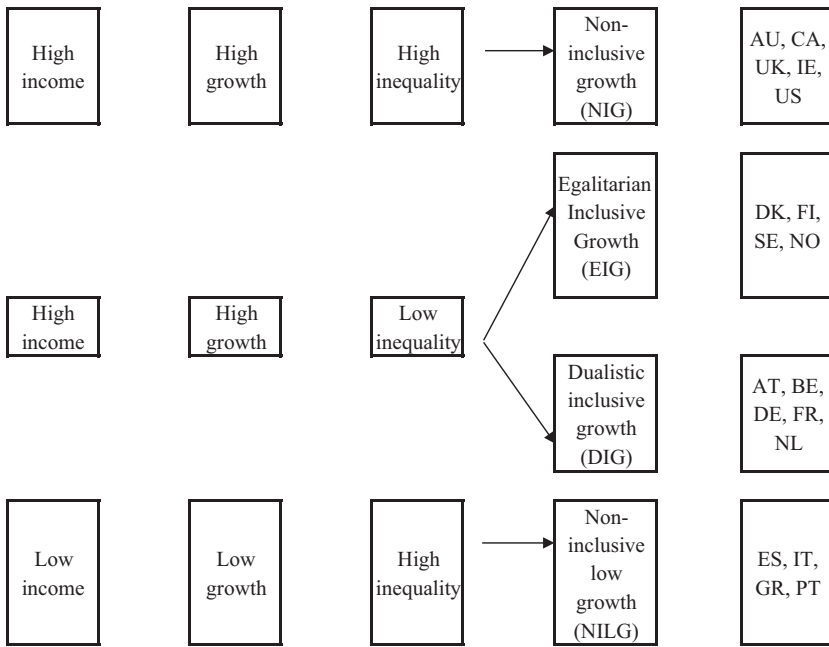 High
income
High
growth
High
inequality
Non-
inclusive
growth
(NIG)
AU, CA,
UK, IE,
US
Egalitarian
Inclusive
Growth
(EIG)
DK, FI,
SE, NO
High
income
High
growth
Low
inequality
Dualistic
inclusive
growth
(DIG)
AT, BE,
DE, FR,
NL
Low
income
Low
growth
High
inequality
Non-
inclusive
low
growth
(NILG)
ES, IT,
GR, PT